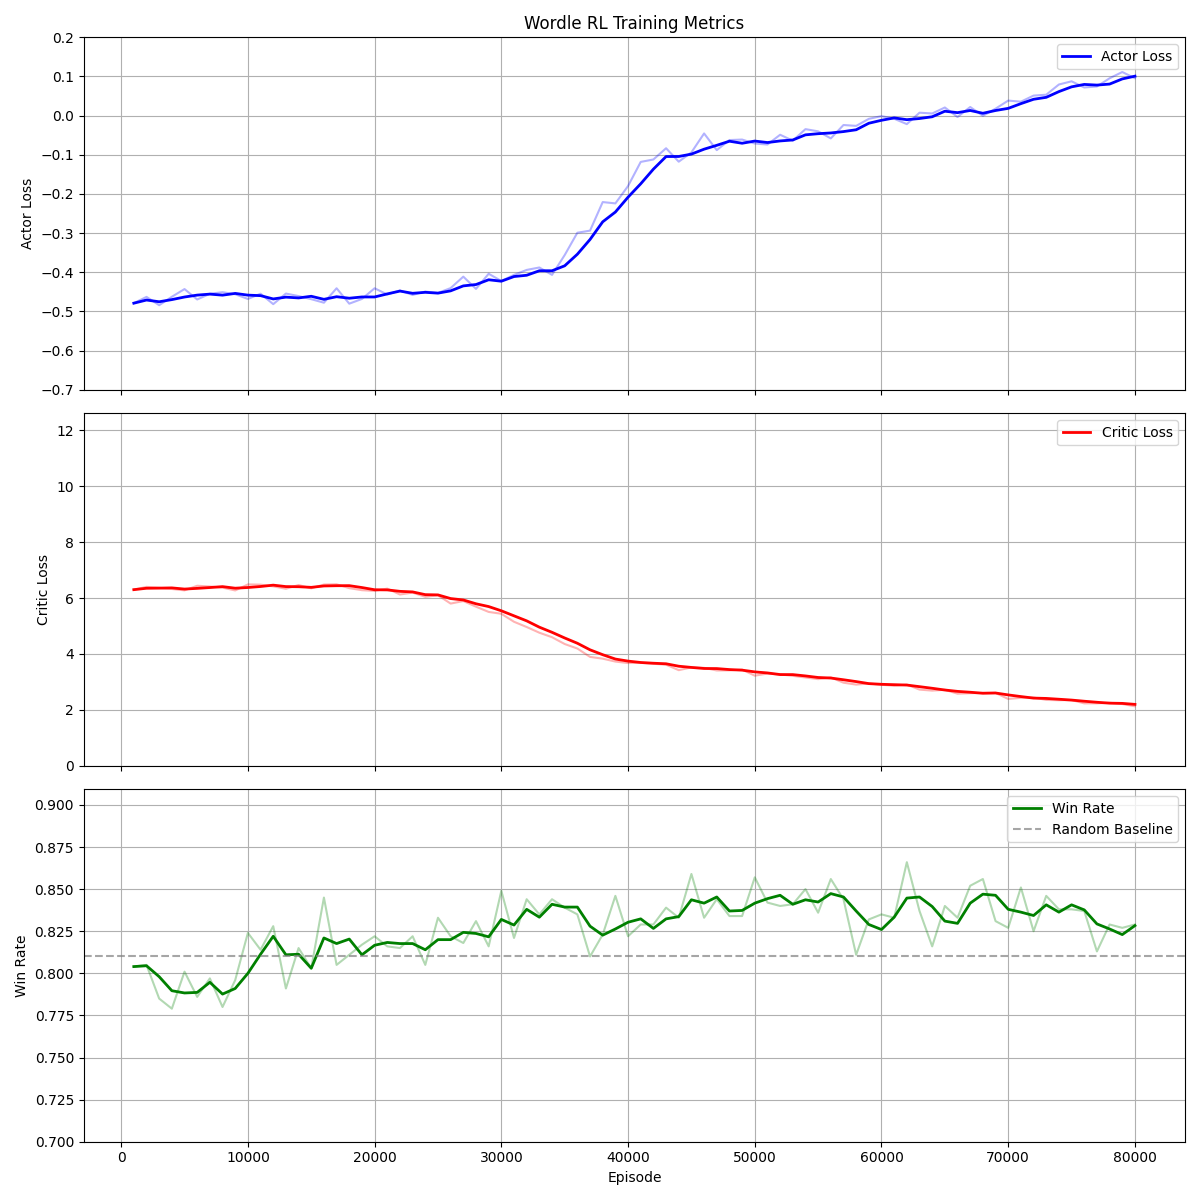 Wordle RL Training Metrics
0.2
0.1
0.0
−0.1
−0.2
−0.3
−0.4
−0.5
−0.6
−0.7
Actor Loss
Actor Loss
12
10
8
6
4
2
0
Critic Loss
Critic Loss
0.900
0.875
0.850
0.825
0.800
0.775
0.750
0.725
0.700
Win Rate
Win Rate
Random Baseline
0 10000 20000 30000 40000 50000 60000 70000 80000
Episode